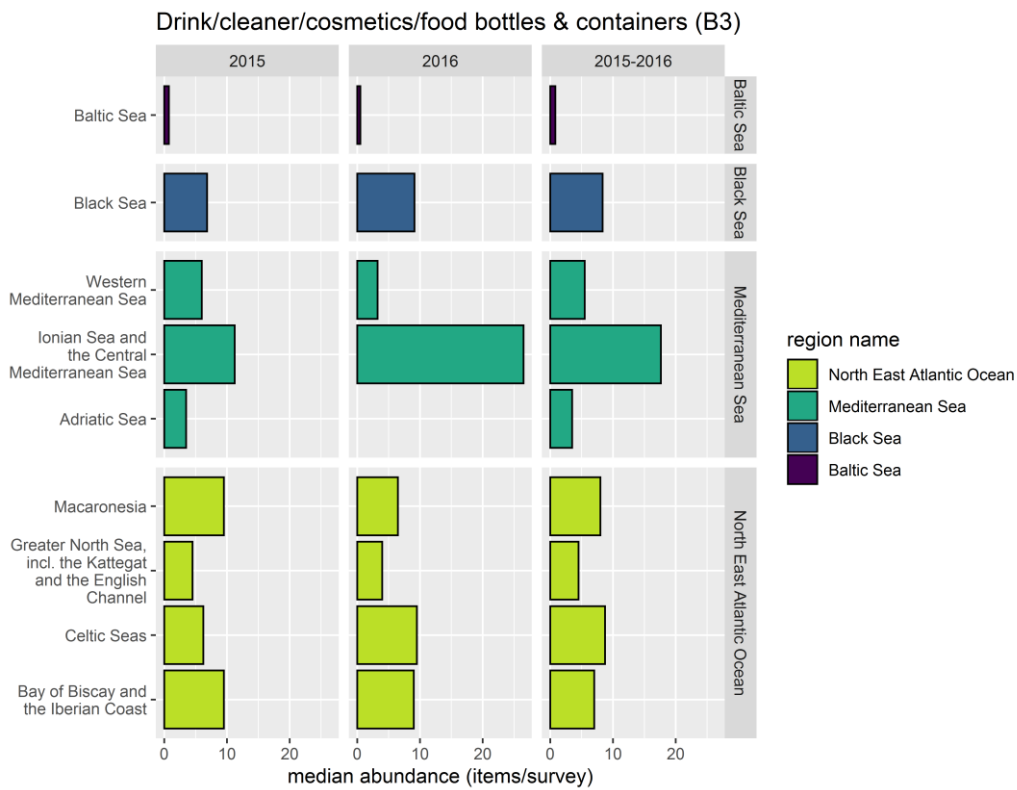 Drink/cleaner/cosmetics/food bottles & containers (B3)
2015
2016
2015-2016
Baltic Sea
Baltic Sea
Black Sea
Black Sea
Western
Mediterranean Sea
Ionian Sea and
the Central
Mediterranean Sea
Adriatic Sea
Mediterranean Sea
Macaronesia
Greater North Sea,
incl. the Kattegat
and the English
Channel
Celtic Seas
Bay of Biscay and
the Iberian Coast
North East Atlantic Ocean
0 10 20
0 10 20
0 10 20
median abundance (items/survey)
region name
North East Atlantic Ocean
Mediterranean Sea
Black Sea
Baltic Sea